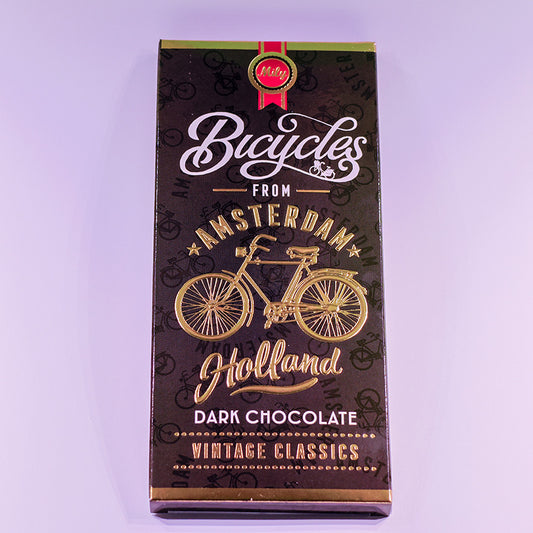 Mily
Bicycles
FROM
AMSTERDAM
Holland
DARK CHOCOLATE
VINTAGE CLASSICS